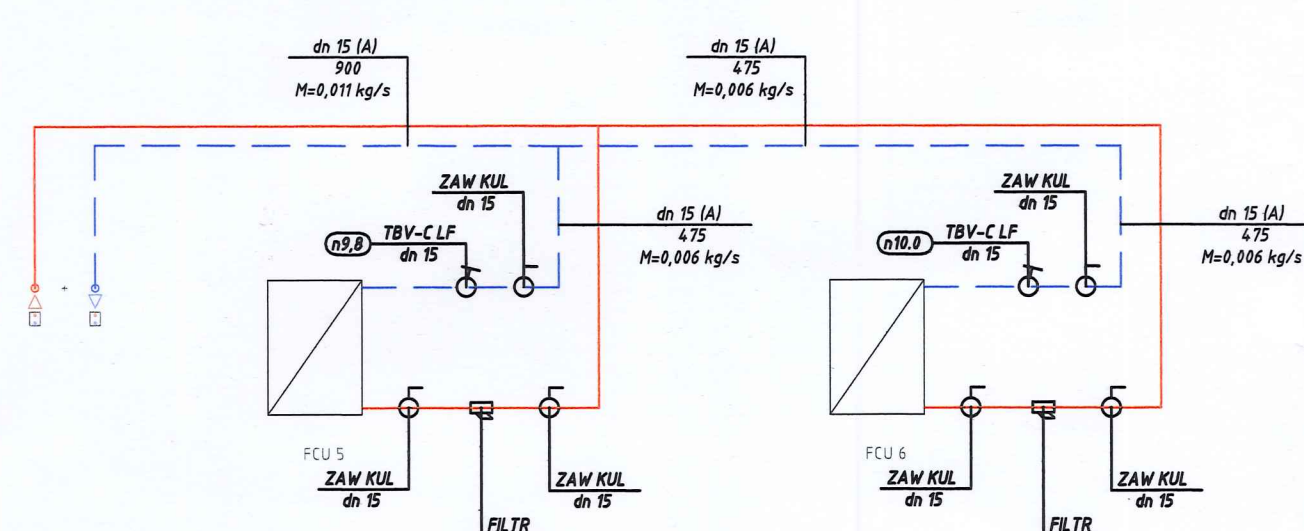 dn 15 (A)
900
M=0,011 kg/s
dn 15 (A)
475
M=0,006 kg/s
ZAW KUL
dn 15
n9,8
TBV-C LF
dn 15
dn 15 (A)
475
M=0,006 kg/s
ZAW KUL
dn 15
n10.0
TBV-C LF
dn 15
dn 15 (A)
475
M=0,006 kg/s
FCU 5
ZAW KUL
dn 15
ZAW KUL
dn 15
FILTR
FCU 6
ZAW KUL
dn 15
ZAW KUL
dn 15
FILTR